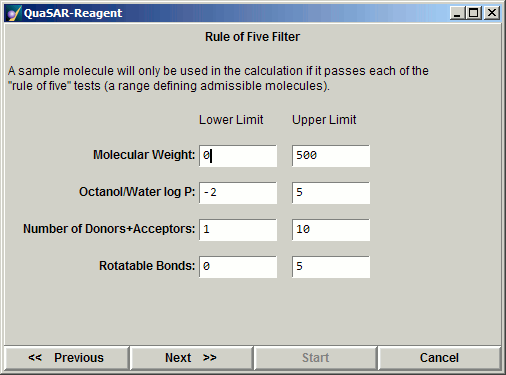 QuaSAR-Reagent
Rule of Five Filter
A sample molecule will only be used in the calculation if it passes each of the
"rule of five" tests (a range defining admissible molecules).
Lower Limit Upper Limit
Molecular Weight: 0 500
Octanol/Water log P: -2 5
Number of Donors+Acceptors: 1 10
Rotatable Bonds: 0 5
<< Previous Next >> Start Cancel